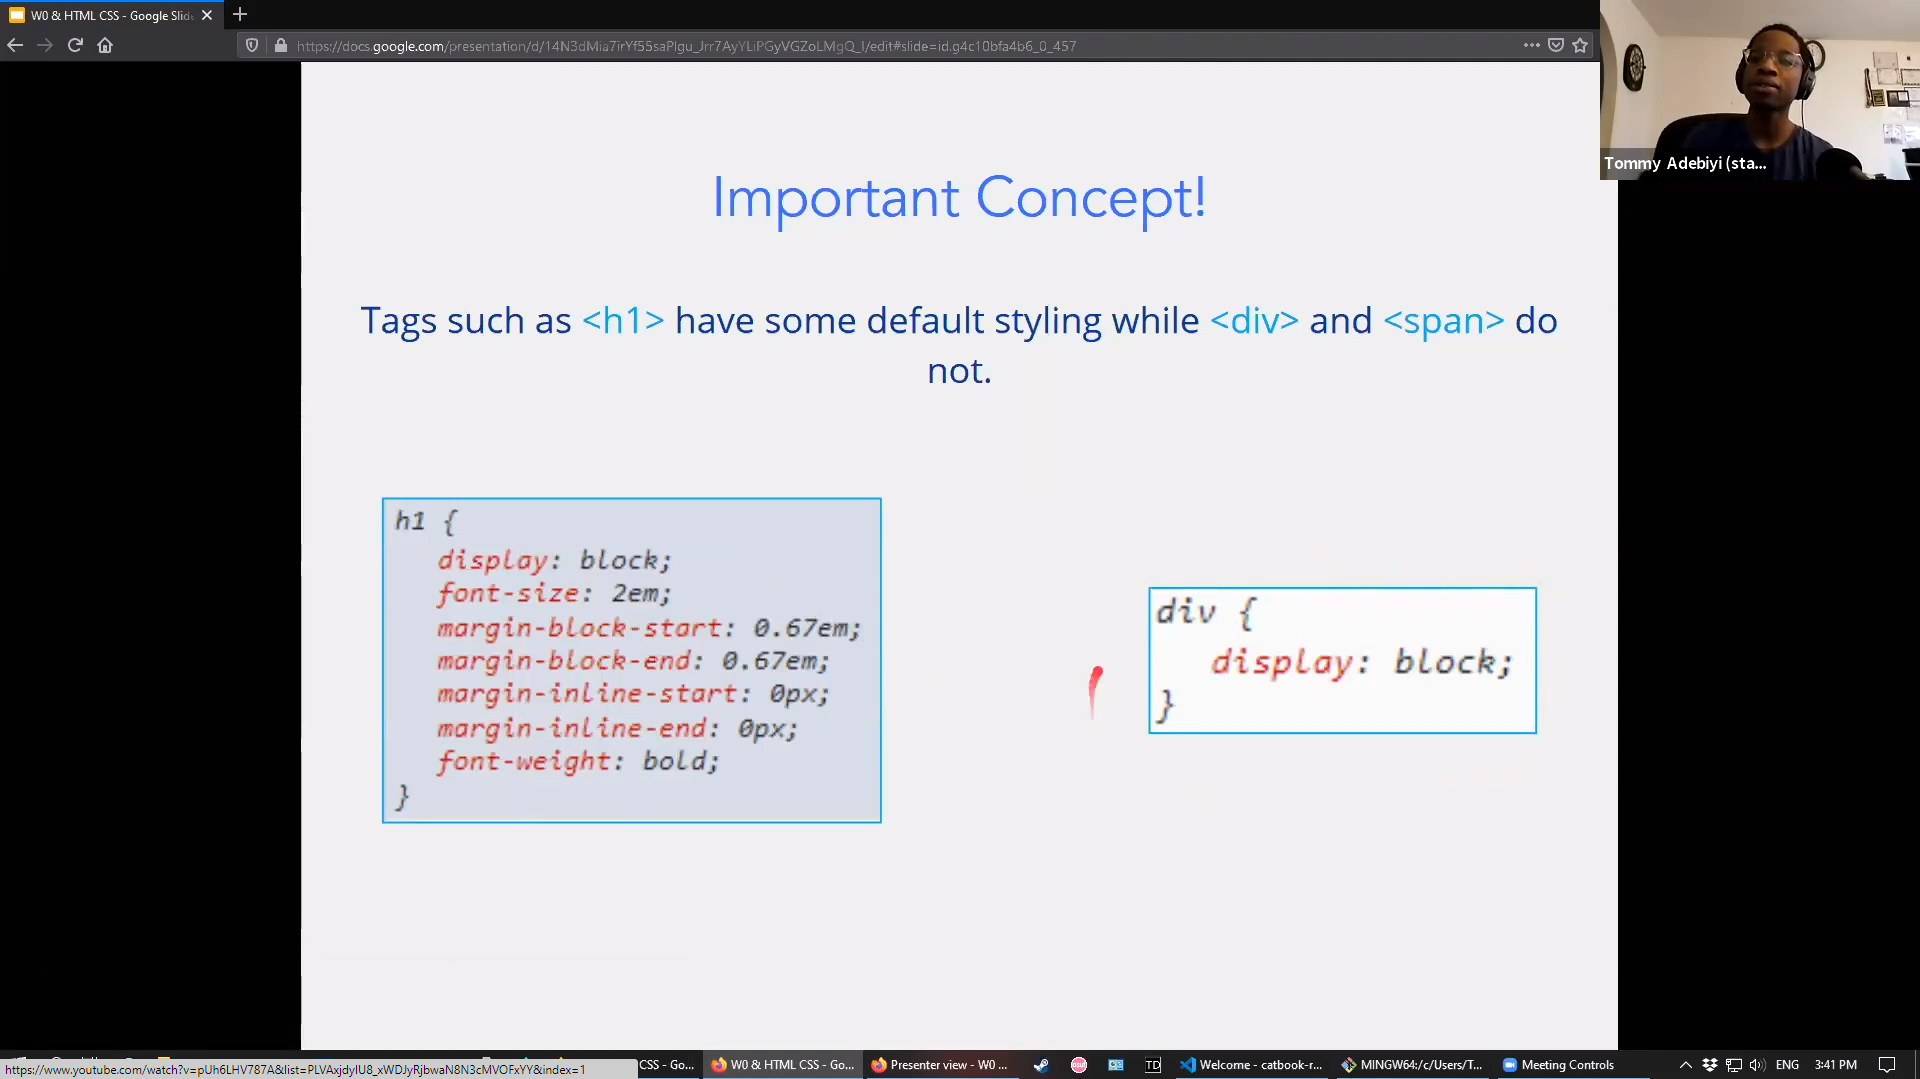 W0 & HTML CSS - Google Slid
https://docs.google.com/presentation/d/14N3dMia7irYf55saPlgu_Jrr7AyYLiPGyVGZoLMgQ_I/edit#slide=id.g4c10bfa4b6_0_457
Tommy Adebiyi (sta...
Important Concept!
Tags such as <h1> have some default styling while <div> and <span> do
not.
h1 {
display: block;
font-size: 2em;
margin-block-start: 0.67em;
margin-block-end: 0.67em;
margin-inline-start: 0px;
margin-inline-end: 0px;
font-weight: bold;
}
div {
display: block;
}
https://www.youtube.com/watch?v=pUh6LHV787A&list=PLVAxjdyIU8_xWDJyRjbwaN8N3cMVOFxYY&index=1
CSS - Go...
W0 & HTML CSS - Go...
Presenter view - W0 ...
TD
Welcome - catbook-r...
MINGW64:/c/Users/T...
Meeting Controls
ENG
3:41 PM